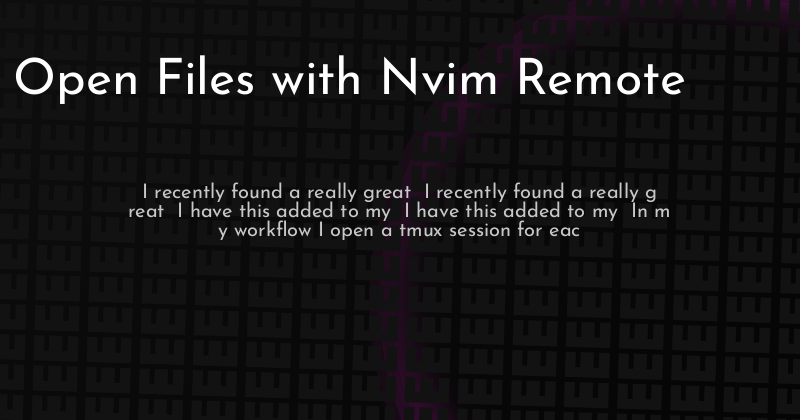 Open Files with Nvim Remote
I recently found a really great  I recently found a really g
reat  I have this added to my  I have this added to my  In m
y workflow I open a tmux session for eac